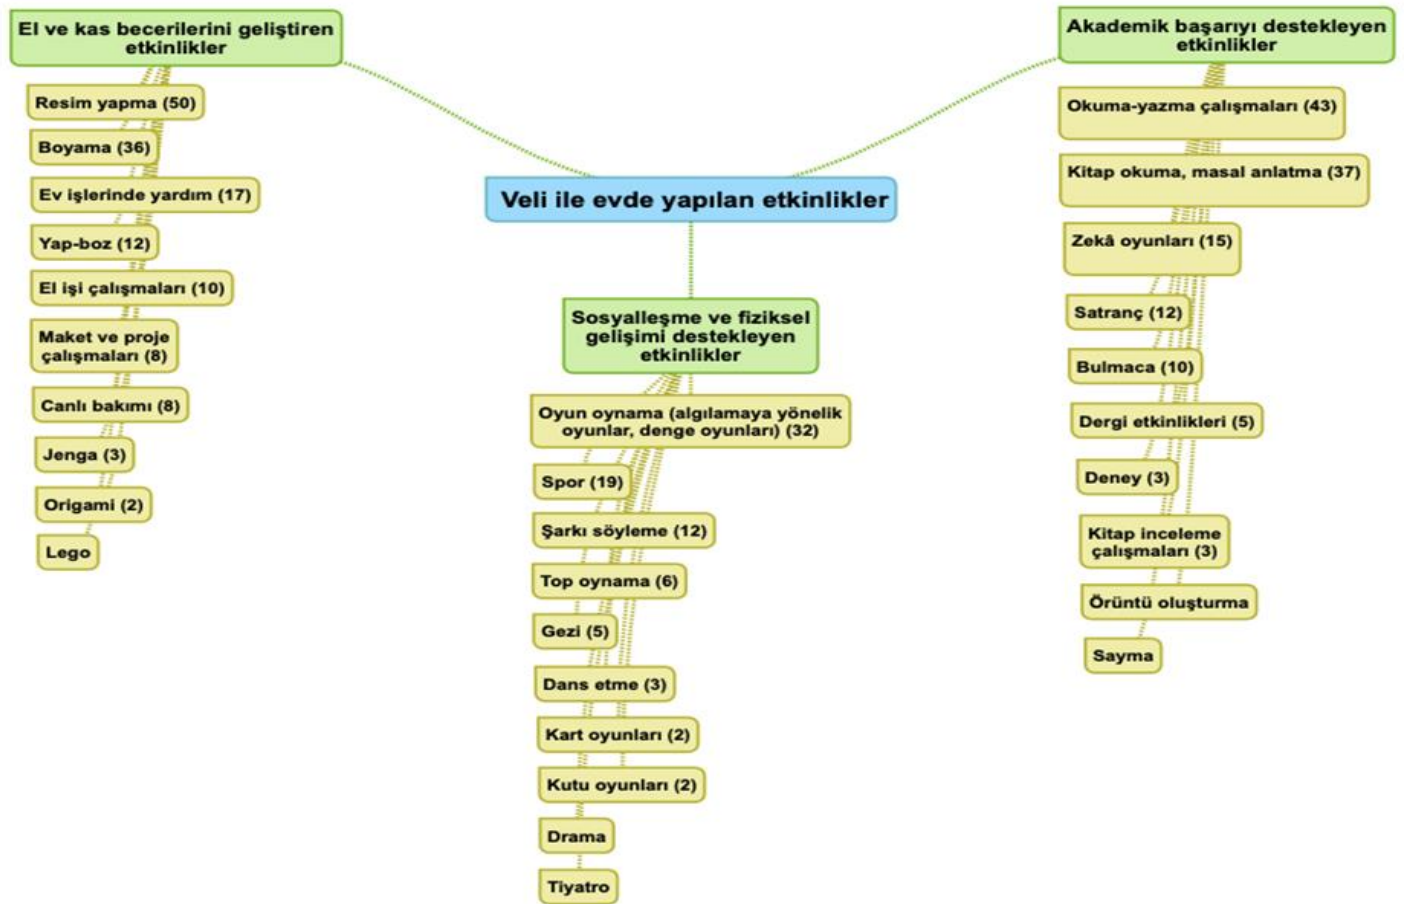 El ve kas becerilerini geliştiren
etkinlikler
Resim yapma (50)
Boyama (36)
Ev işlerinde yardım (17)
Yap-boz (12)
El işi çalışmaları (10)
Maket ve proje
çalışmaları (8)
Canlı bakımı (8)
Jenga (3)
Origami (2)
Lego
Veli ile evde yapılan etkinlikler
Sosyalleşme ve fiziksel
gelişimi destekleyen
etkinlikler
Oyun oynama (algılamaya yönelik
oyunlar, denge oyunları) (32)
Spor (19)
Şarkı söyleme (12)
Top oynama (6)
Gezi (5)
Dans etme (3)
Kart oyunları (2)
Kutu oyunları (2)
Drama
Tiyatro
Akademik başarıyı destekleyen
etkinlikler
Okuma-yazma çalışmaları (43)
Kitap okuma, masal anlatma (37)
Zekâ oyunları (15)
Satranç (12)
Bulmaca (10)
Dergi etkinlikleri (5)
Deney (3)
Kitap inceleme
çalışmaları (3)
Örüntü oluşturma
Sayma